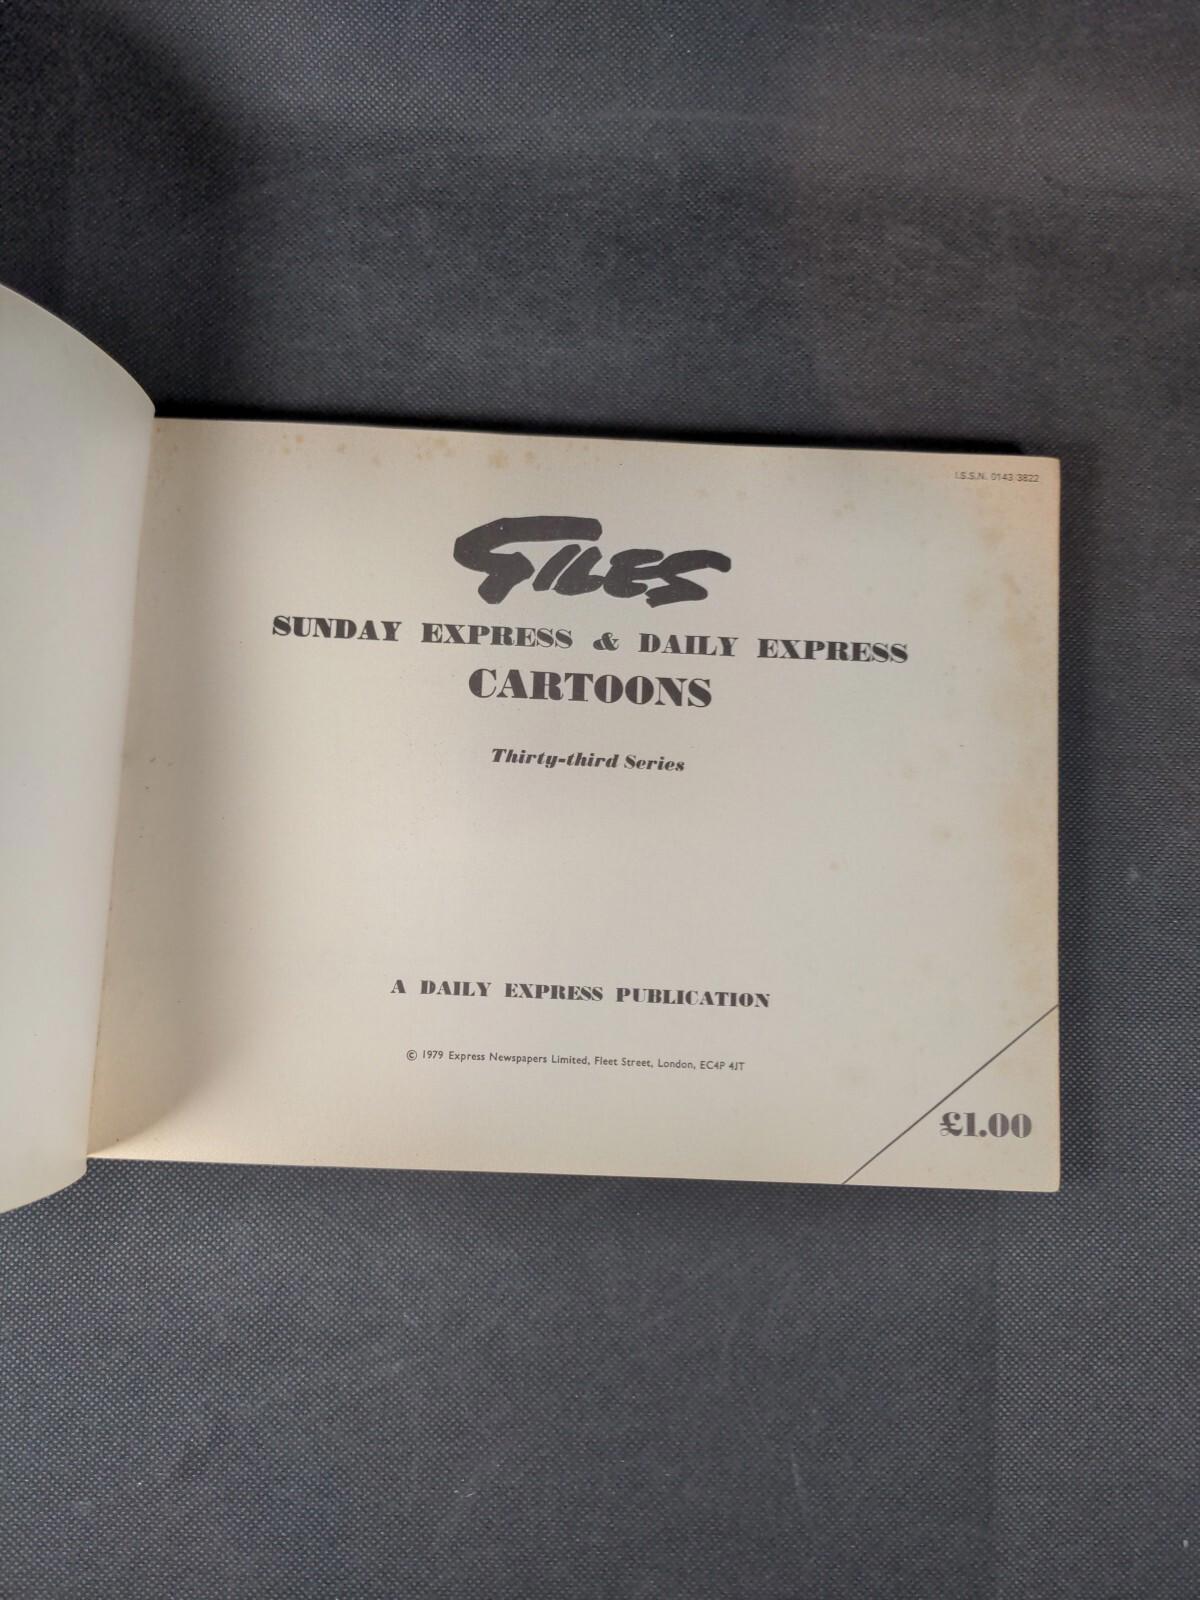 I.S.S.N. 0143 3822
GILES
SUNDAY EXPRESS & DAILY EXPRESS
CARTOONS
Thirty-third Series
A DAILY EXPRESS PUBLICATION
© 1979 Express Newspapers Limited, Fleet Street, London, EC4P 4JT
£1.00